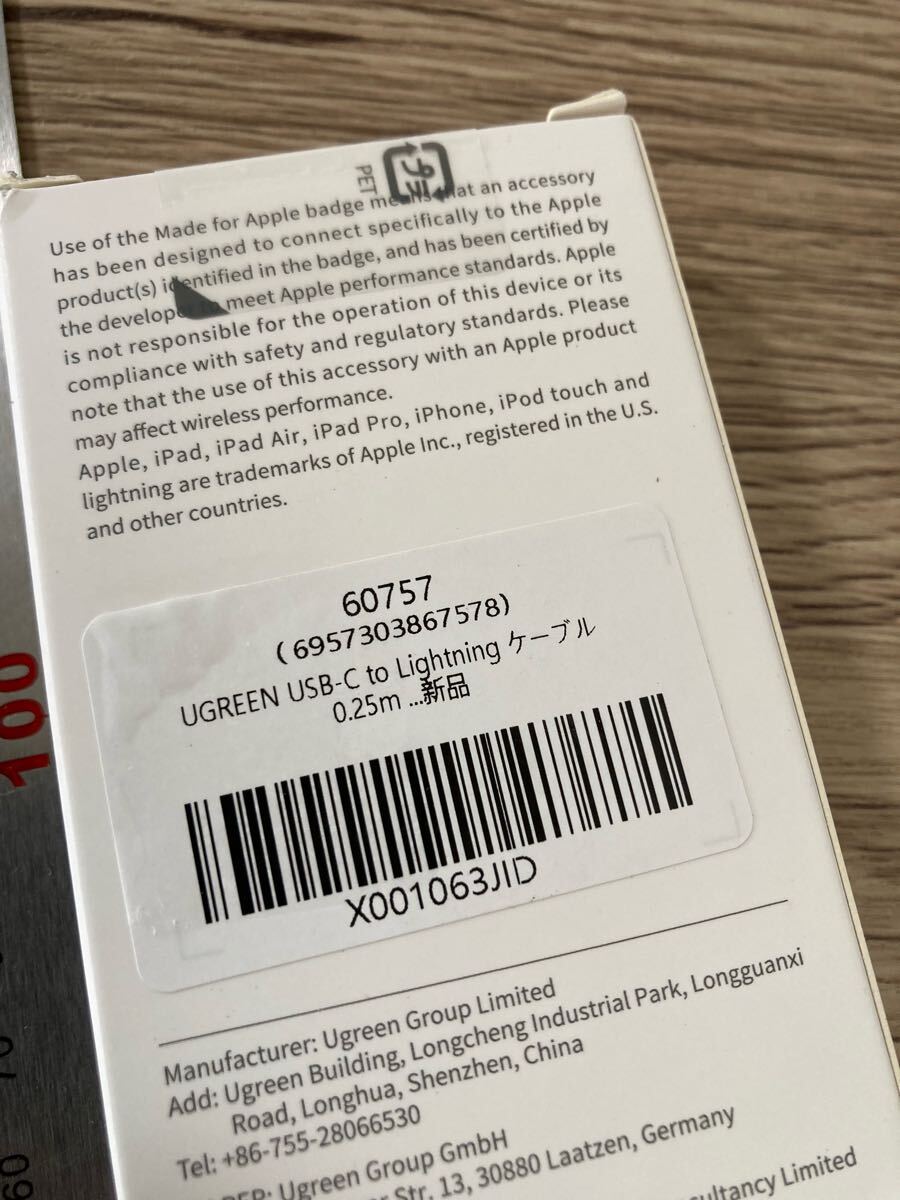 PET
Use of the Made for Apple badge means that an accessory
has been designed to connect specifically to the Apple
product(s) identified in the badge, and has been certified by
the developer to meet Apple performance standards. Apple
is not responsible for the operation of this device or its
compliance with safety and regulatory standards. Please
note that the use of this accessory with an Apple product
may affect wireless performance.
Apple, iPad, iPad Air, iPad Pro, iPhone, iPod touch and
lightning are trademarks of Apple Inc., registered in the U.S.
and other countries.
60757
(6957303867578)
UGREEN USB-C to Lightning ケーブル
0.25m ...新品
X001063JID
Manufacturer: Ugreen Group Limited
Add: Ugreen Building, Longcheng Industrial Park, Longguanxi
Road, Longhua, Shenzhen, China
Tel: +86-755-28066530
Ugreen Group GmbH
Str. 13, 30880 Laatzen, Germany
Limited
100
70
60